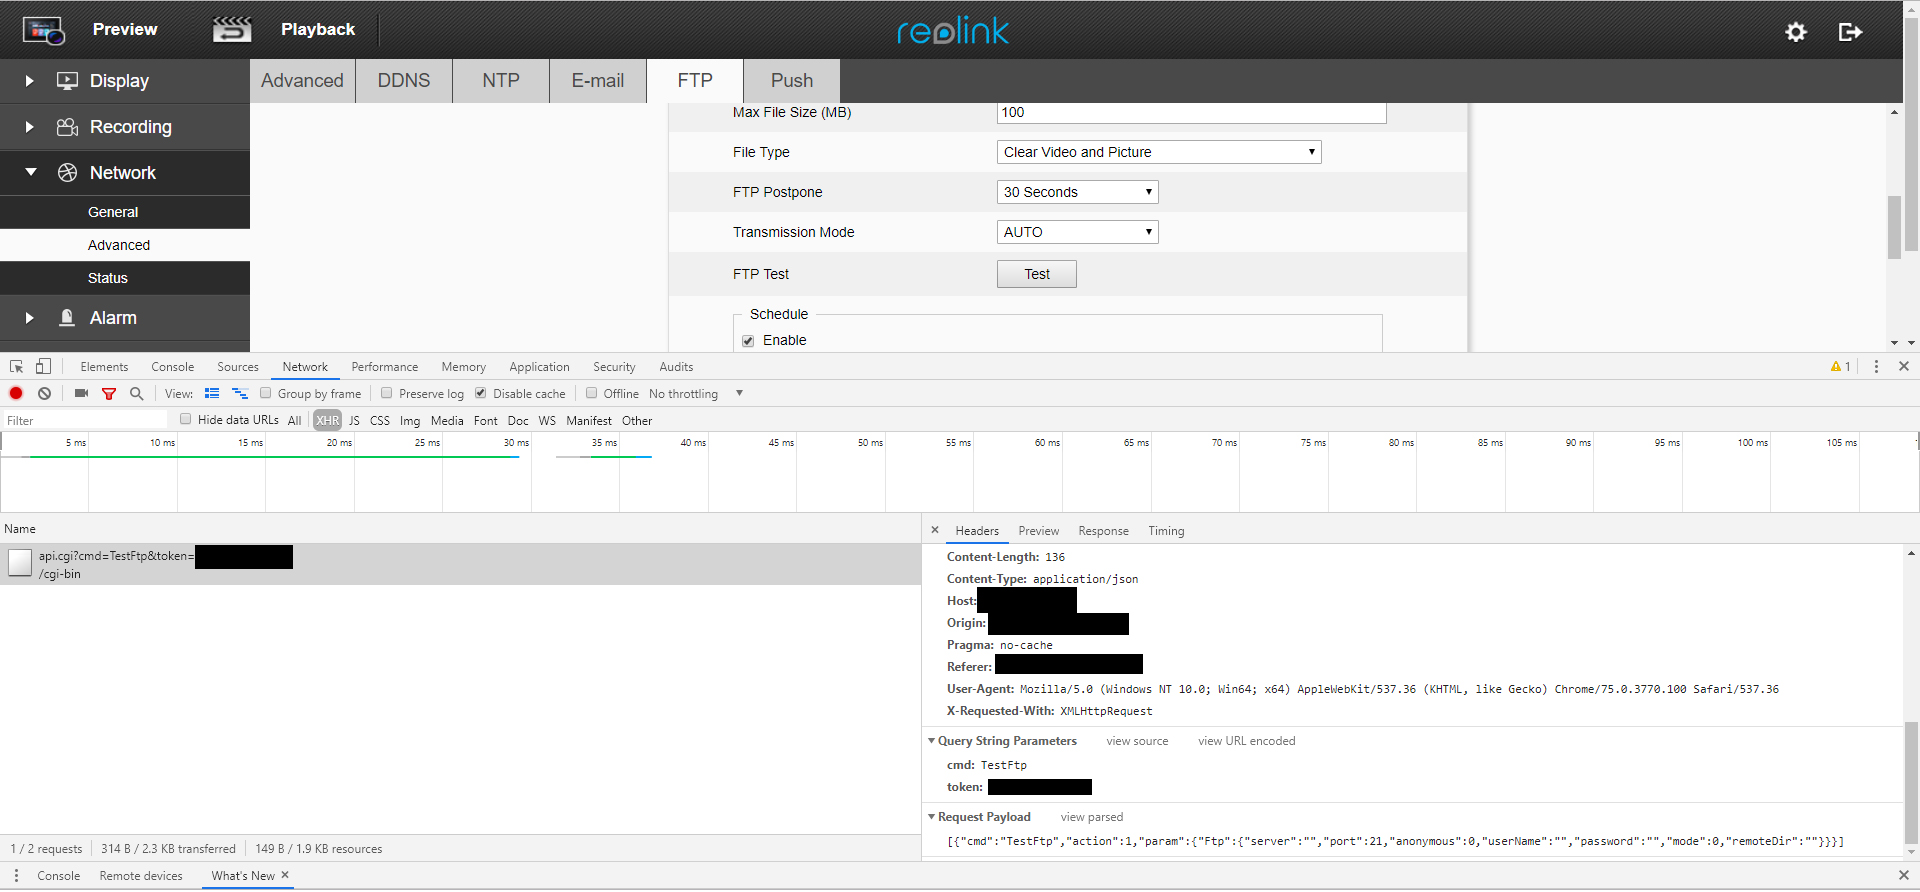 Preview Playback reolink
Display Advanced DDNS NTP E-mail FTP Push
Recording
Network
General
Advanced
Status
Alarm
Max File Size (MB) 100
File Type Clear Video and Picture
FTP Postpone 30 Seconds
Transmission Mode AUTO
FTP Test Test
Schedule
Enable
Elements Console Sources Network Performance Memory Application Security Audits 1
View: Group by frame Preserve log Disable cache Offline No throttling
Filter Hide data URLs All XHR JS CSS Img Media Font Doc WS Manifest Other
5 ms 10 ms 15 ms 20 ms 25 ms 30 ms 35 ms 40 ms 45 ms 50 ms 55 ms 60 ms 65 ms 70 ms 75 ms 80 ms 85 ms 90 ms 95 ms 100 ms 105 ms
Name
api.cgi?cmd=TestFtp&token=
/cgi-bin
Headers Preview Response Timing
Content-Length: 136
Content-Type: application/json
Host:
Origin:
Pragma: no-cache
Referer:
User-Agent: Mozilla/5.0 (Windows NT 10.0; Win64; x64) AppleWebKit/537.36 (KHTML, like Gecko) Chrome/75.0.3770.100 Safari/537.36
X-Requested-With: XMLHttpRequest
Query String Parameters view source view URL encoded
cmd: TestFtp
token:
Request Payload view parsed
[{"cmd":"TestFtp","action":1,"param":{"Ftp":{"server":"","port":21,"anonymous":0,"userName":"","password":"","mode":0,"remoteDir":""}}}]
1 / 2 requests 314 B / 2.3 KB transferred 149 B / 1.9 KB resources
Console Remote devices What's New